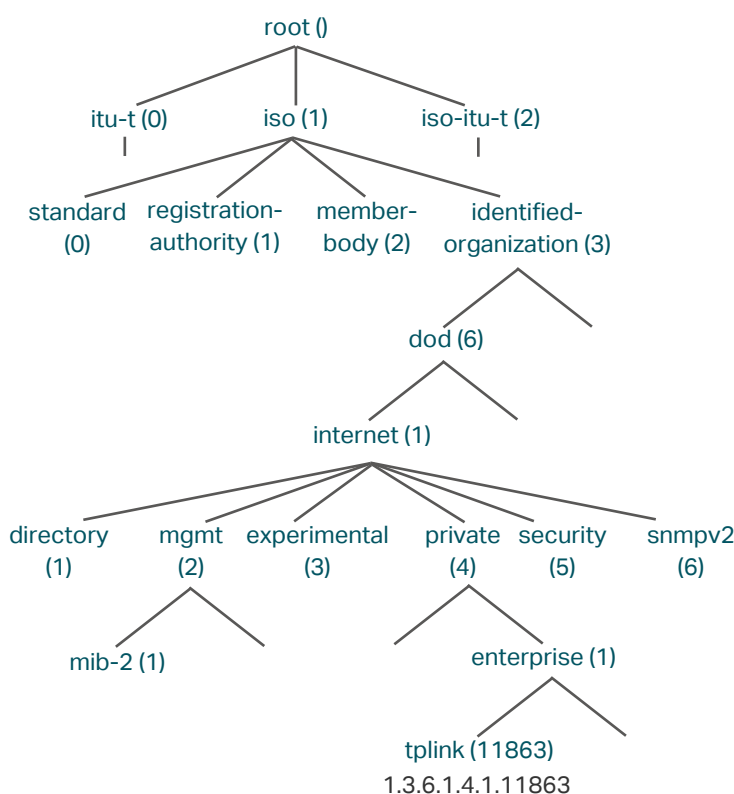 root ()
itu-t (0) iso (1) iso-itu-t (2)
standard registration- member- identified-
(0) authority (1) body (2) organization (3)
dod (6)
internet (1)
directory mgmt experimental private security snmpv2
(1) (2) (3) (4) (5) (6)
mib-2 (1) enterprise (1)
tplink (11863)
1.3.6.1.4.1.11863